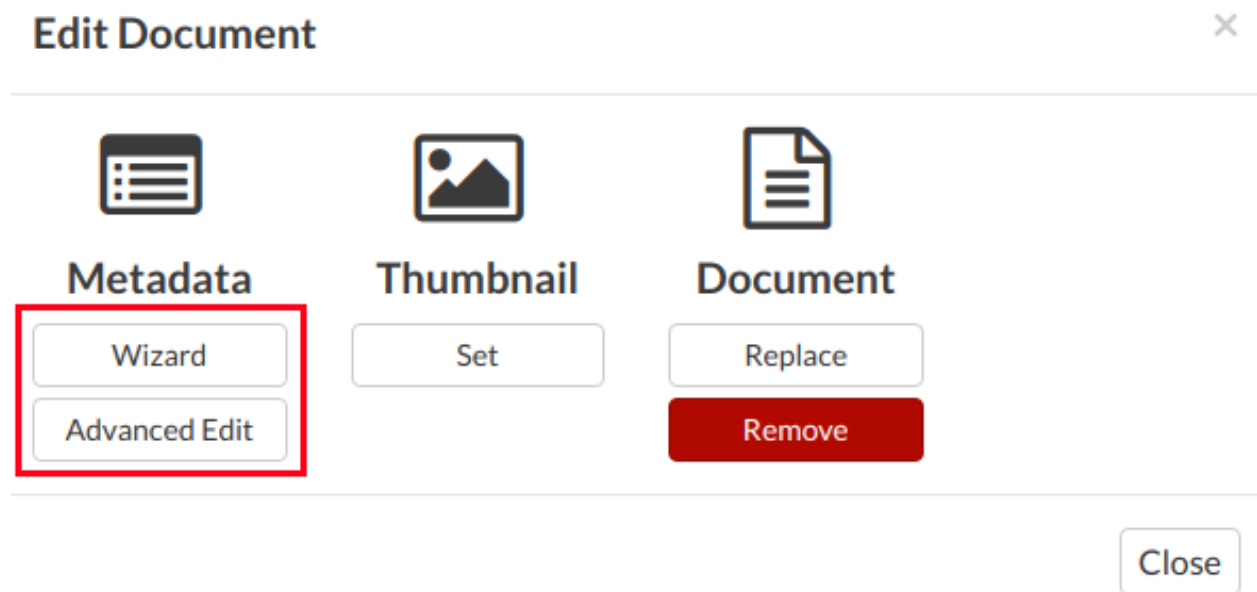 Edit Document ×
Metadata Thumbnail Document
Wizard Set Replace
Advanced Edit Remove
Close